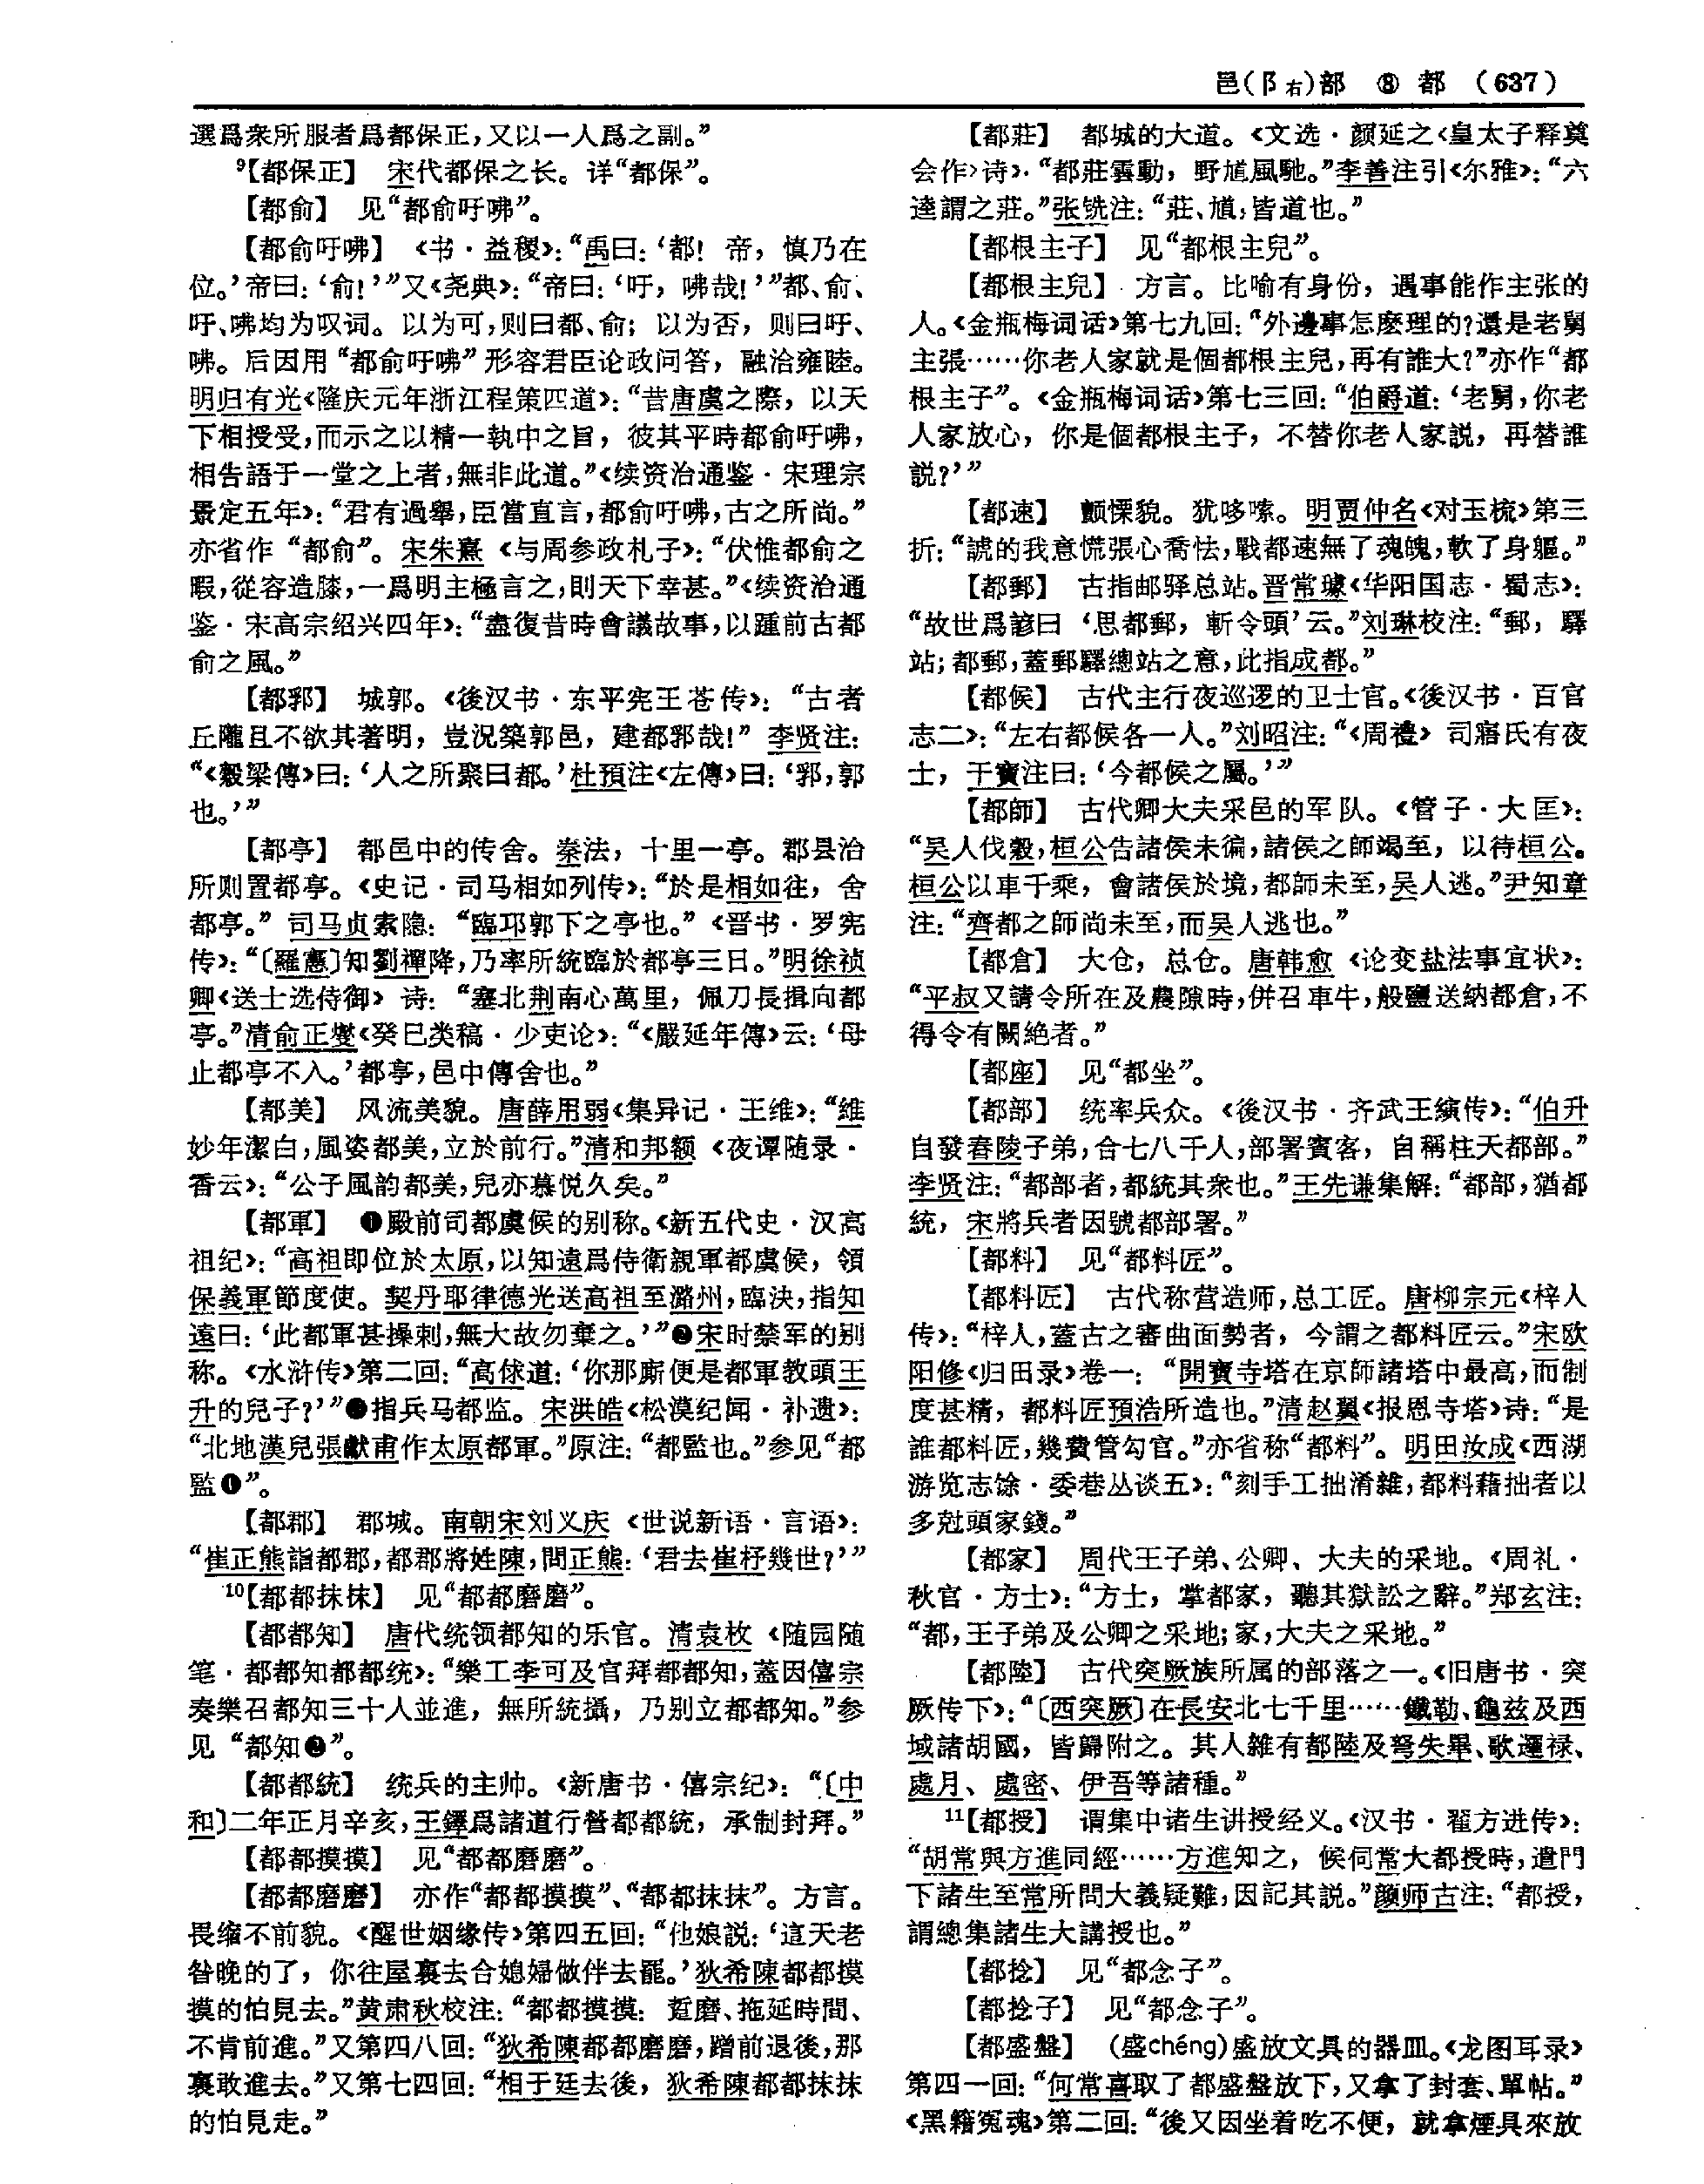 邑(阝右)部　⑧　都　(637)
選爲衆所服者爲都保正,又以一人爲之副。”
⁹【都保正】　宋代都保之长。详“都保”。
【都俞】　见“都俞吁咈”。
【都俞吁咈】　《书·益稷》：“禹曰：‘都！帝，慎乃在
位。’帝曰：‘俞！’”又《尧典》：“帝曰：‘吁，咈哉！’”都、俞、
吁、咈均为叹词。以为可,则曰都、俞；以为否，则曰吁、
咈。后因用“都俞吁咈”形容君臣论政问答，融洽雍睦。
明归有光《隆庆元年浙江程策四道》：“昔唐虞之際，以天
下相授受,而示之以精一執中之旨，彼其平時都俞吁咈，
相告語于一堂之上者,無非此道。”《续资治通鉴·宋理宗
景定五年》：“君有過舉,臣當直言,都俞吁咈,古之所尚。”
亦省作“都俞”。宋朱熹《与周参政札子》：“伏惟都俞之
暇,從容造膝,一爲明主極言之,則天下幸甚。”《续资治通
鉴·宋高宗绍兴四年》：“盡復昔時會議故事,以踵前古都
俞之風。”
【都郛】　城郭。《後汉书·东平宪王苍传》：“古者
丘隴且不欲其著明，豈況築郭邑，建都郛哉！”李贤注：
“《穀梁傳》曰：‘人之所聚曰都。’杜預注《左傳》曰：‘郛,郭
也。’”
【都亭】　都邑中的传舍。秦法，十里一亭。郡县治
所则置都亭。《史记·司马相如列传》：“於是相如往，舍
都亭。”司马贞索隐：“臨邛郭下之亭也。”《晋书·罗宪
传》：“〔羅憲〕知劉禪降,乃率所統臨於都亭三日。”明徐祯
卿《送士选侍御》诗：“塞北荆南心萬里，佩刀長揖向都
亭。”清俞正燮《癸巳类稿·少吏论》：“《嚴延年傳》云：‘母
止都亭不入。’都亭,邑中傳舍也。”
【都美】　风流美貌。唐薛用弱《集异记·王维》：“維
妙年潔白,風姿都美,立於前行。”清和邦额《夜谭随录·
香云》：“公子風韵都美,兒亦慕悦久矣。”
【都軍】　❶殿前司都虞候的别称。《新五代史·汉高
祖纪》：“高祖即位於太原,以知遠爲侍衛親軍都虞候，領
保義軍節度使。契丹耶律德光送高祖至潞州,臨決,指知
遠曰：‘此都軍甚操剌,無大故勿棄之。’”❷宋时禁军的别
称。《水浒传》第二回：“高俅道：‘你那廝便是都軍教頭王
升的兒子？’”❸指兵马都监。宋洪皓《松漠纪闻·补遗》：
“北地漢兒張獻甫作太原都軍。”原注：“都監也。”参见“都
監❶”。
【都郡】　郡城。南朝宋刘义庆《世说新语·言语》：
“崔正熊詣都郡,都郡將姓陳,問正熊：‘君去崔杼幾世？’”
¹⁰【都都抹抹】　见“都都磨磨”。
【都都知】　唐代统领都知的乐官。清袁枚《随园随
笔·都都知都都统》：“樂工李可及官拜都都知,蓋因僖宗
奏樂召都知三十人並進，無所統攝，乃别立都都知。”参
见“都知❷”。
【都都統】　统兵的主帅。《新唐书·僖宗纪》：“〔中
和〕二年正月辛亥,王鐸爲諸道行營都都統，承制封拜。”
【都都摸摸】　见“都都磨磨”。
【都都磨磨】　亦作“都都摸摸”、“都都抹抹”。方言。
畏缩不前貌。《醒世姻缘传》第四五回：“他娘説：‘這天老
昝晚的了，你往屋裏去合媳婦做伴去罷。’狄希陳都都摸
摸的怕見去。”黄肃秋校注：“都都摸摸：踅磨、拖延時間、
不肯前進。”又第四八回：“狄希陳都都磨磨,蹭前退後,那
裏敢進去。”又第七四回：“相于廷去後，狄希陳都都抹抹
的怕見走。”
【都莊】　都城的大道。《文选·颜延之〈皇太子释奠
会作〉诗》：“都莊雲動，野馗風馳。”李善注引《尔雅》：“六
逵謂之莊。”张铣注：“莊、馗,皆道也。”
【都根主子】　见“都根主兒”。
【都根主兒】　方言。比喻有身份，遇事能作主张的
人。《金瓶梅词话》第七九回：“外邊事怎麽理的？還是老舅
主張……你老人家就是個都根主兒,再有誰大？”亦作“都
根主子”。《金瓶梅词话》第七三回：“伯爵道：‘老舅,你老
人家放心，你是個都根主子，不替你老人家説，再替誰
説？’”
【都速】　颤慄貌。犹哆嗦。明贾仲名《对玉梳》第三
折：“諕的我意慌張心喬怯,戰都速無了魂魄,軟了身軀。”
【都郵】　古指邮驿总站。晋常璩《华阳国志·蜀志》：
“故世爲諺曰‘思都郵，斬令頭’云。”刘琳校注：“郵，驛
站；都郵,蓋郵驛總站之意,此指成都。”
【都候】　古代主行夜巡逻的卫士官。《後汉书·百官
志二》：“左右都候各一人。”刘昭注：“《周禮》司寤氏有夜
士，干寶注曰：‘今都候之屬。’”
【都師】　古代卿大夫采邑的军队。《管子·大匡》：
“吴人伐穀,桓公告諸侯未徧,諸侯之師竭至，以待桓公。
桓公以車千乘，會諸侯於境,都師未至,吴人逃。”尹知章
注：“齊都之師尚未至,而吴人逃也。”
【都倉】　大仓，总仓。唐韩愈《论变盐法事宜状》：
“平叔又請令所在及農隙時,併召車牛,般鹽送納都倉,不
得令有闕絶者。”
【都座】　见“都坐”。
【都部】　统率兵众。《後汉书·齐武王縯传》：“伯升
自發舂陵子弟,合七八千人,部署賓客，自稱柱天都部。”
李贤注：“都部者,都統其衆也。”王先谦集解：“都部,猶都
統，宋將兵者因號都部署。”
【都料】　见“都料匠”。
【都料匠】　古代称营造师,总工匠。唐柳宗元《梓人
传》：“梓人,蓋古之審曲面勢者，今謂之都料匠云。”宋欧
阳修《归田录》卷一：“開寶寺塔在京師諸塔中最高,而制
度甚精，都料匠預浩所造也。”清赵翼《报恩寺塔》诗：“是
誰都料匠,幾費管勾官。”亦省称“都料”。明田汝成《西湖
游览志馀·委巷丛谈五》：“刻手工拙淆雜,都料藉拙者以
多尅頭家錢。”
【都家】　周代王子弟、公卿、大夫的采地。《周礼·
秋官·方士》：“方士，掌都家，聽其獄訟之辭。”郑玄注：
“都,王子弟及公卿之采地；家,大夫之采地。”
【都陸】　古代突厥族所属的部落之一。《旧唐书·突
厥传下》：“〔西突厥〕在長安北七千里……鐵勒、龜兹及西
域諸胡國，皆歸附之。其人雜有都陸及弩失畢、歌邏禄、
處月、處密、伊吾等諸種。”
¹¹【都授】　谓集中诸生讲授经义。《汉书·翟方进传》：
“胡常與方進同經……方進知之，候伺常大都授時,遣門
下諸生至常所問大義疑難,因記其説。”颜师古注：“都授，
謂總集諸生大講授也。”
【都捻】　见“都念子”。
【都捻子】　见“都念子”。
【都盛盤】　(盛chéng)盛放文具的器皿。《龙图耳录》
第四一回：“何常喜取了都盛盤放下,又拿了封套、單帖。”
《黑籍冤魂》第二回：“後又因坐着吃不便，就拿煙具來放